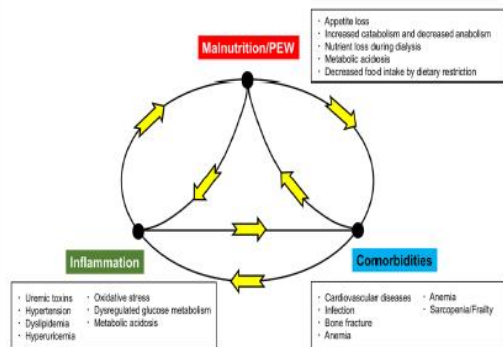 Malnutrition/PEW
・ Appetite loss
・ Increased catabolism and decreased anabolism
・ Nutrient loss during dialysis
・ Metabolic acidosis
・ Decreased food intake by dietary restriction
Inflammation
・ Uremic toxins
・ Hypertension
・ Dyslipidemia
・ Hyperuricemia
・ Oxidative stress
・ Dysregulated glucose metabolism
・ Metabolic acidosis
Comorbidities
・ Cardiovascular diseases
・ Infection
・ Bone fracture
・ Anemia
・ Anemia
・ Sarcopenia/Frailty